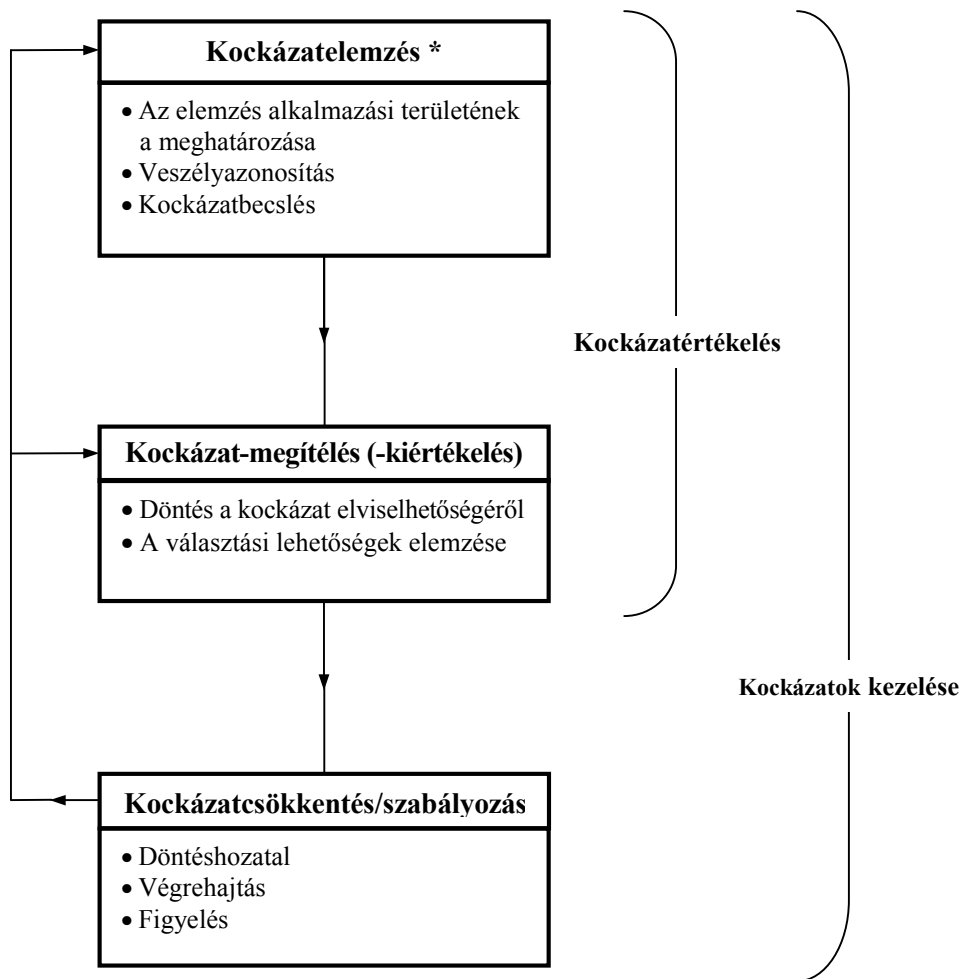 Kockázatelemzés *
• Az elemzés alkalmazási területének
a meghatározása
• Veszélyazonosítás
• Kockázatbecslés
Kockázatértékelés
Kockázat-megítélés (-kiértékelés)
• Döntés a kockázat elviselhetőségéről
• A választási lehetőségek elemzése
Kockázatok kezelése
Kockázatcsökkentés/szabályozás
• Döntéshozatal
• Végrehajtás
• Figyelés